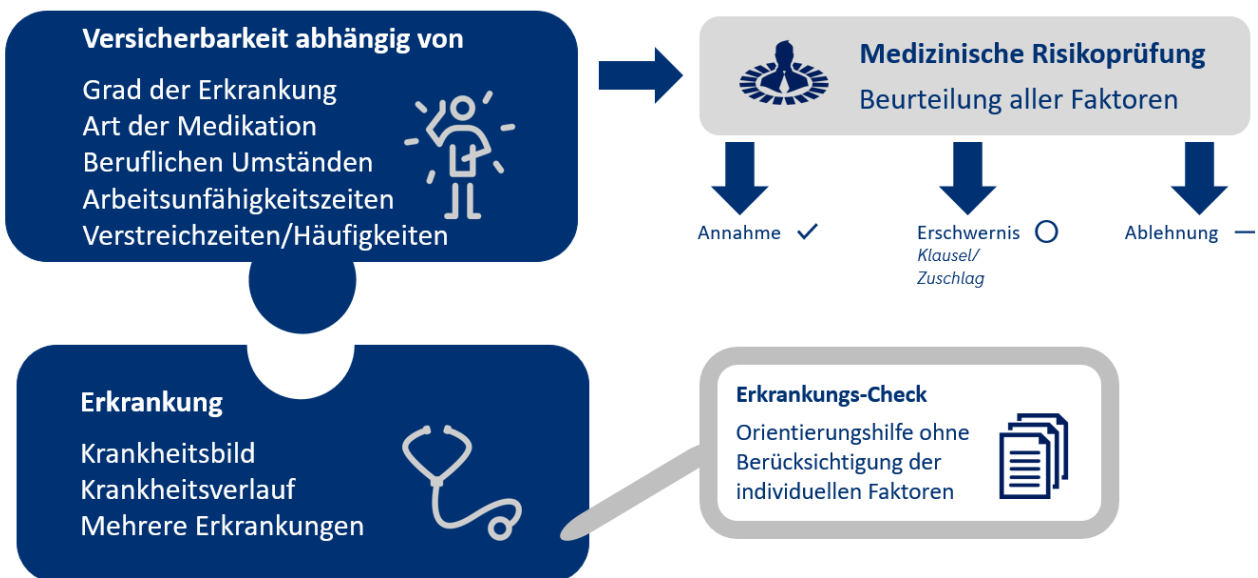 Versicherbarkeit abhängig von
Grad der Erkrankung
Art der Medikation
Beruflichen Umständen
Arbeitsunfähigkeitszeiten
Verstreichzeiten/Häufigkeiten
Medizinische Risikoprüfung
Beurteilung aller Faktoren
Annahme
Erschwernis
Klausel/
Zuschlag
Ablehnung
Erkrankung
Krankheitsbild
Krankheitsverlauf
Mehrere Erkrankungen
Erkrankungs-Check
Orientierungshilfe ohne
Berücksichtigung der
individuellen Faktoren